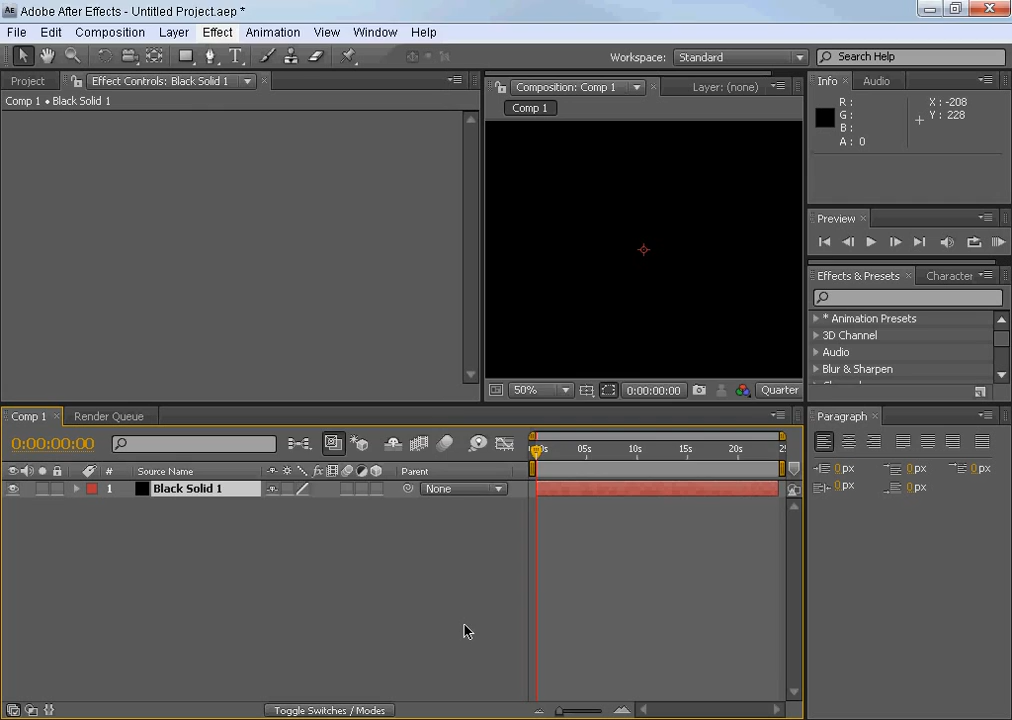 Adobe After Effects - Untitled Project.aep *
File Edit Composition Layer Effect Animation View Window Help
Workspace: Standard Search Help
Project Effect Controls: Black Solid 1
Comp 1 • Black Solid 1
Composition: Comp 1 Layer: (none)
Comp 1
Info Audio
R :
G :
B :
A : 0
X : -208
Y : 228
Preview
Effects & Presets Character
* Animation Presets
3D Channel
Audio
Blur & Sharpen
50% 0:00:00:00 Quarter
Comp 1 Render Queue
0:00:00:00
05s 10s 15s 20s
# Source Name Parent
1 Black Solid 1 None
Toggle Switches / Modes
Paragraph
0 px 0 px 0 px
0 px 0 px